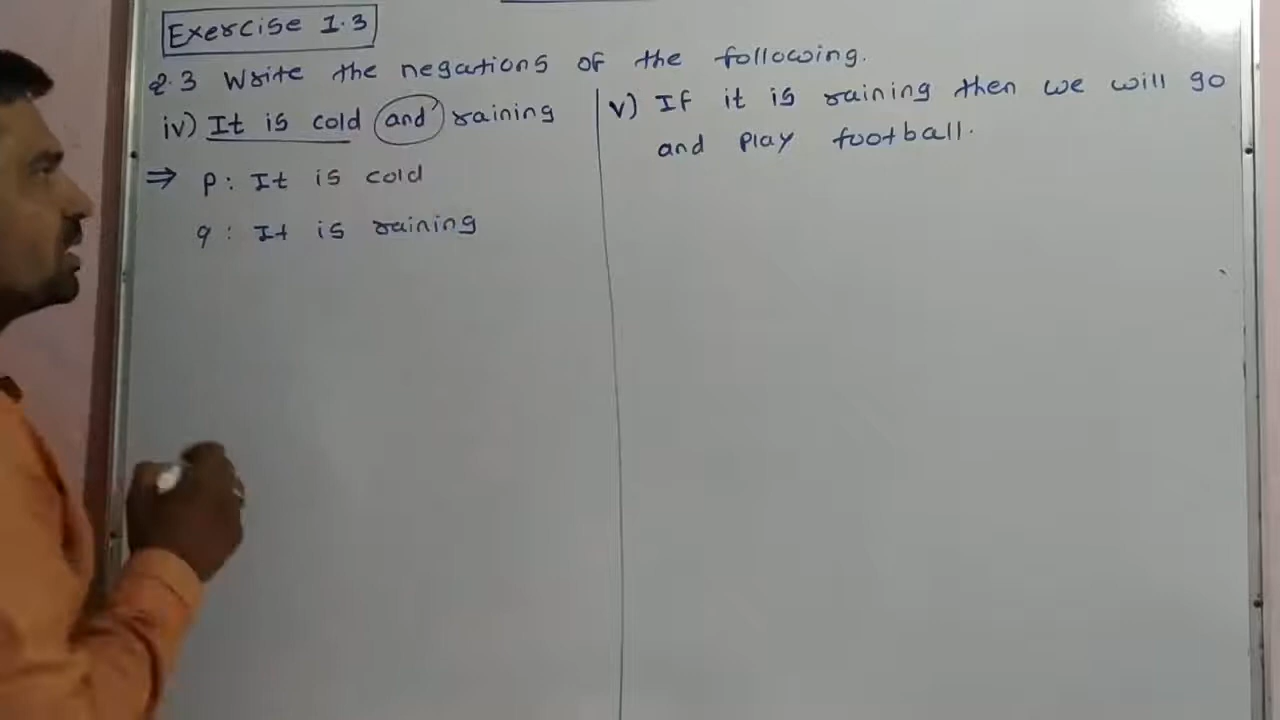 Exercise 1.3
Q.3 Write the negations of the following.
iv) It is cold and raining
⇒ p: It is cold
q: It is raining
v) If it is raining then we will go
and play football.